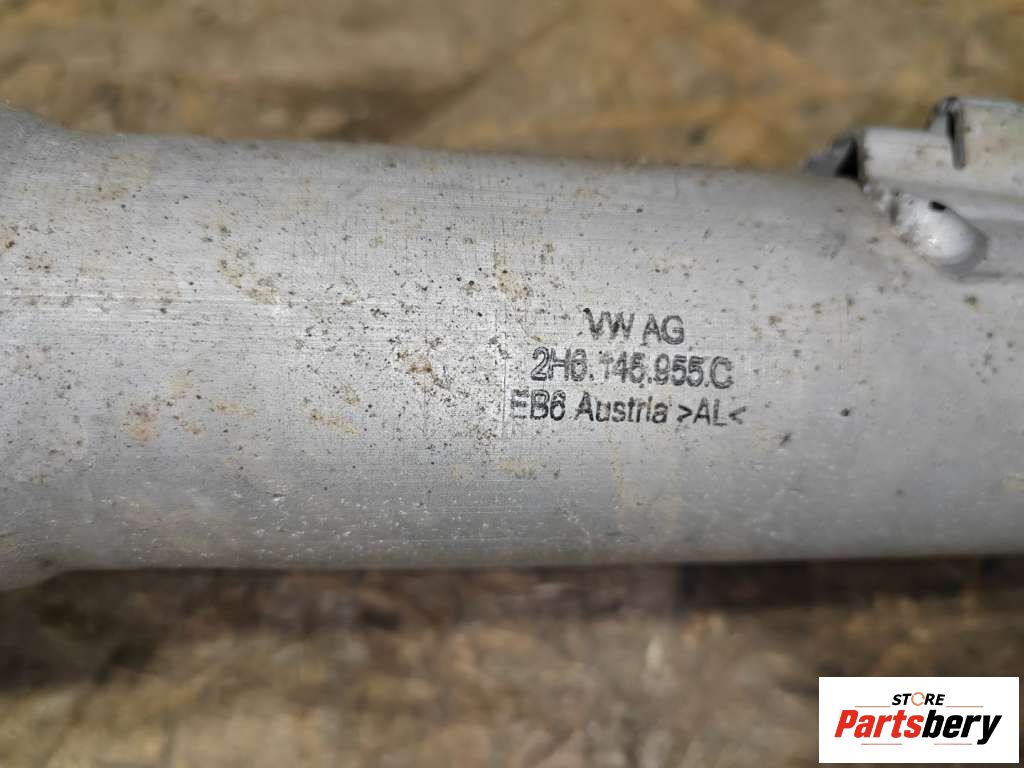 VW AG
2H6.145.955.C
EB6 Austria >AL<
STORE
Partsbery